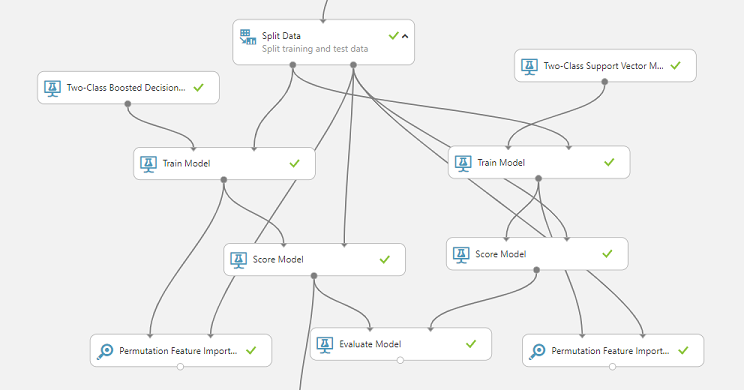 Split Data
Split training and test data
Two-Class Boosted Decision...
Two-Class Support Vector M...
Train Model
Train Model
Score Model
Score Model
Permutation Feature Import...
Evaluate Model
Permutation Feature Import...